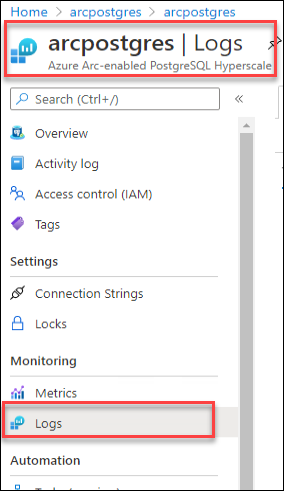 Home > arcpostgres > arcpostgres
arcpostgres | Logs
Azure Arc-enabled PostgreSQL Hyperscale
Search (Ctrl+/)
«
Overview
Activity log
Access control (IAM)
Tags
Settings
Connection Strings
Locks
Monitoring
Metrics
Logs
Automation